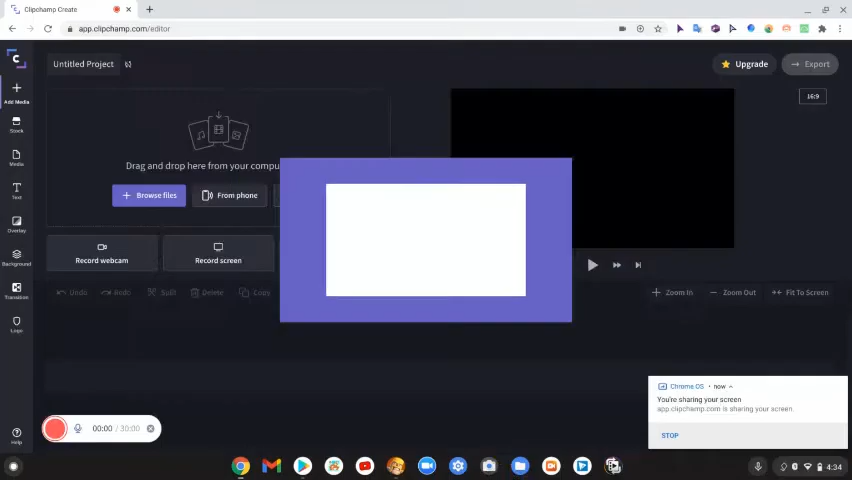 Clipchamp Create
app.clipchamp.com/editor
Untitled Project
Upgrade
Export
Add Media
16:9
Stock
Media
Drag and drop here from your compu
Browse files
From phone
Text
Overlay
Record webcam
Record screen
Background
Transition
Undo
Redo
Split
Delete
Copy
Zoom In
Zoom Out
Fit To Screen
Logo
Chrome OS • now
You're sharing your screen
app.clipchamp.com is sharing your screen.
STOP
00:00 / 30:00
Help
4:34